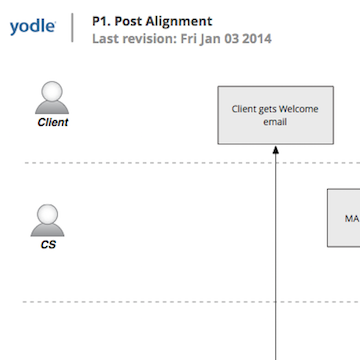 yodle
P1. Post Alignment
Last revision: Fri Jan 03 2014
Client gets Welcome
email
Client
MA
CS